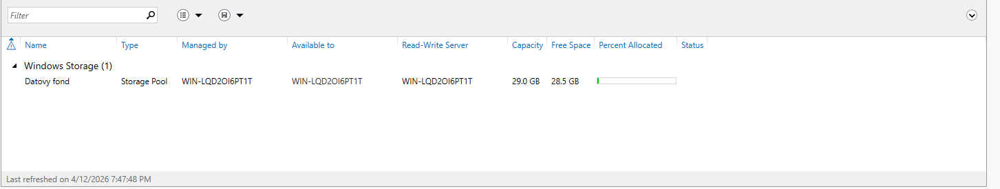 Filter
Name Type Managed by Available to Read-Write Server Capacity Free Space Percent Allocated Status
Windows Storage (1)
Datovy fond Storage Pool WIN-LQD2OI6PT1T WIN-LQD2OI6PT1T WIN-LQD2OI6PT1T 29.0 GB 28.5 GB
Last refreshed on 4/12/2026 7:47:48 PM